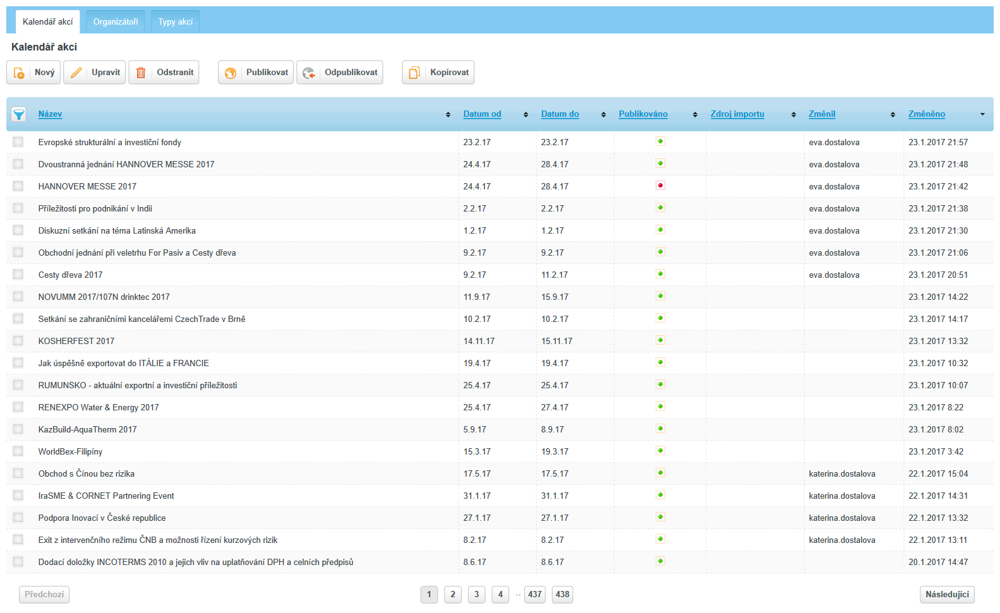 Kalendář akcí Organizátoři Typy akcí
Kalendář akcí
Nový Upravit Odstranit Publikovat Odpublikovat Kopírovat
Název Datum od Datum do Publikováno Zdroj importu Změnil Změněno
Evropské strukturální a investiční fondy 23.2.17 23.2.17 eva.dostalova 23.1.2017 21:57
Dvoustranná jednání HANNOVER MESSE 2017 24.4.17 28.4.17 eva.dostalova 23.1.2017 21:48
HANNOVER MESSE 2017 24.4.17 28.4.17 eva.dostalova 23.1.2017 21:42
Příležitosti pro podnikání v Indii 2.2.17 2.2.17 eva.dostalova 23.1.2017 21:38
Diskuzní setkání na téma Latinská Amerika 1.2.17 1.2.17 eva.dostalova 23.1.2017 21:30
Obchodní jednání při veletrhu For Pasiv a Cesty dřeva 9.2.17 9.2.17 eva.dostalova 23.1.2017 21:06
Cesty dřeva 2017 9.2.17 11.2.17 eva.dostalova 23.1.2017 20:51
NOVUMM 2017/107N drinktec 2017 11.9.17 15.9.17 23.1.2017 14:22
Setkání se zahraničními kancelářemi CzechTrade v Brně 10.2.17 10.2.17 23.1.2017 14:17
KOSHERFEST 2017 14.11.17 15.11.17 23.1.2017 13:32
Jak úspěšně exportovat do ITÁLIE a FRANCIE 19.4.17 19.4.17 23.1.2017 10:32
RUMUNSKO - aktuální exportní a investiční příležitosti 25.4.17 25.4.17 23.1.2017 10:07
RENEXPO Water & Energy 2017 25.4.17 27.4.17 23.1.2017 8:22
KazBuild-AquaTherm 2017 5.9.17 8.9.17 23.1.2017 8:02
WorldBex-Filipíny 15.3.17 19.3.17 23.1.2017 3:42
Obchod s Čínou bez rizika 17.5.17 17.5.17 katerina.dostalova 22.1.2017 15:04
IraSME & CORNET Partnering Event 31.1.17 31.1.17 katerina.dostalova 22.1.2017 14:31
Podpora Inovací v České republice 27.1.17 27.1.17 katerina.dostalova 22.1.2017 13:32
Exit z intervenčního režimu ČNB a možnosti řízení kurzových rizik 8.2.17 8.2.17 katerina.dostalova 22.1.2017 13:11
Dodací doložky INCOTERMS 2010 a jejich vliv na uplatňování DPH a celních předpisů 8.6.17 8.6.17 20.1.2017 14:47
Předchozí 1 2 3 4 .. 437 438 Následující